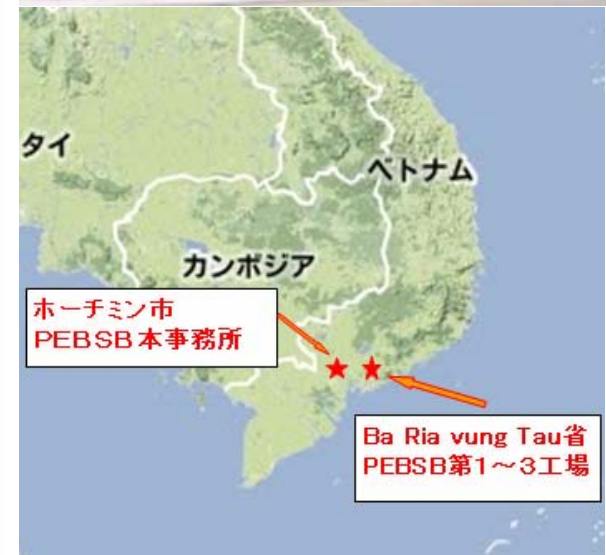 タイ
ベトナム
カンボジア
ホーチミン市
PEBSB本事務所
Ba Ria vung Tau省
PEBSB第1～3工場